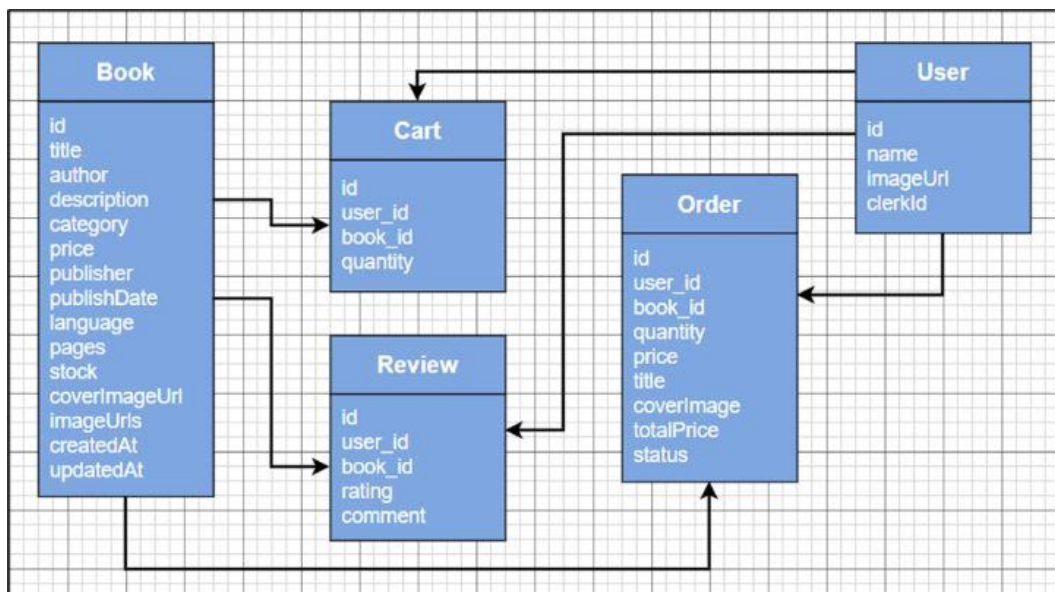 Book
id
title
author
description
category
price
publisher
publishDate
language
pages
stock
coverImageUrl
imageUrls
createdAt
updatedAt
Cart
id
user_id
book_id
quantity
Review
id
user_id
book_id
rating
comment
Order
id
user_id
book_id
quantity
price
title
coverImage
totalPrice
status
User
id
name
imageUrl
clerkId